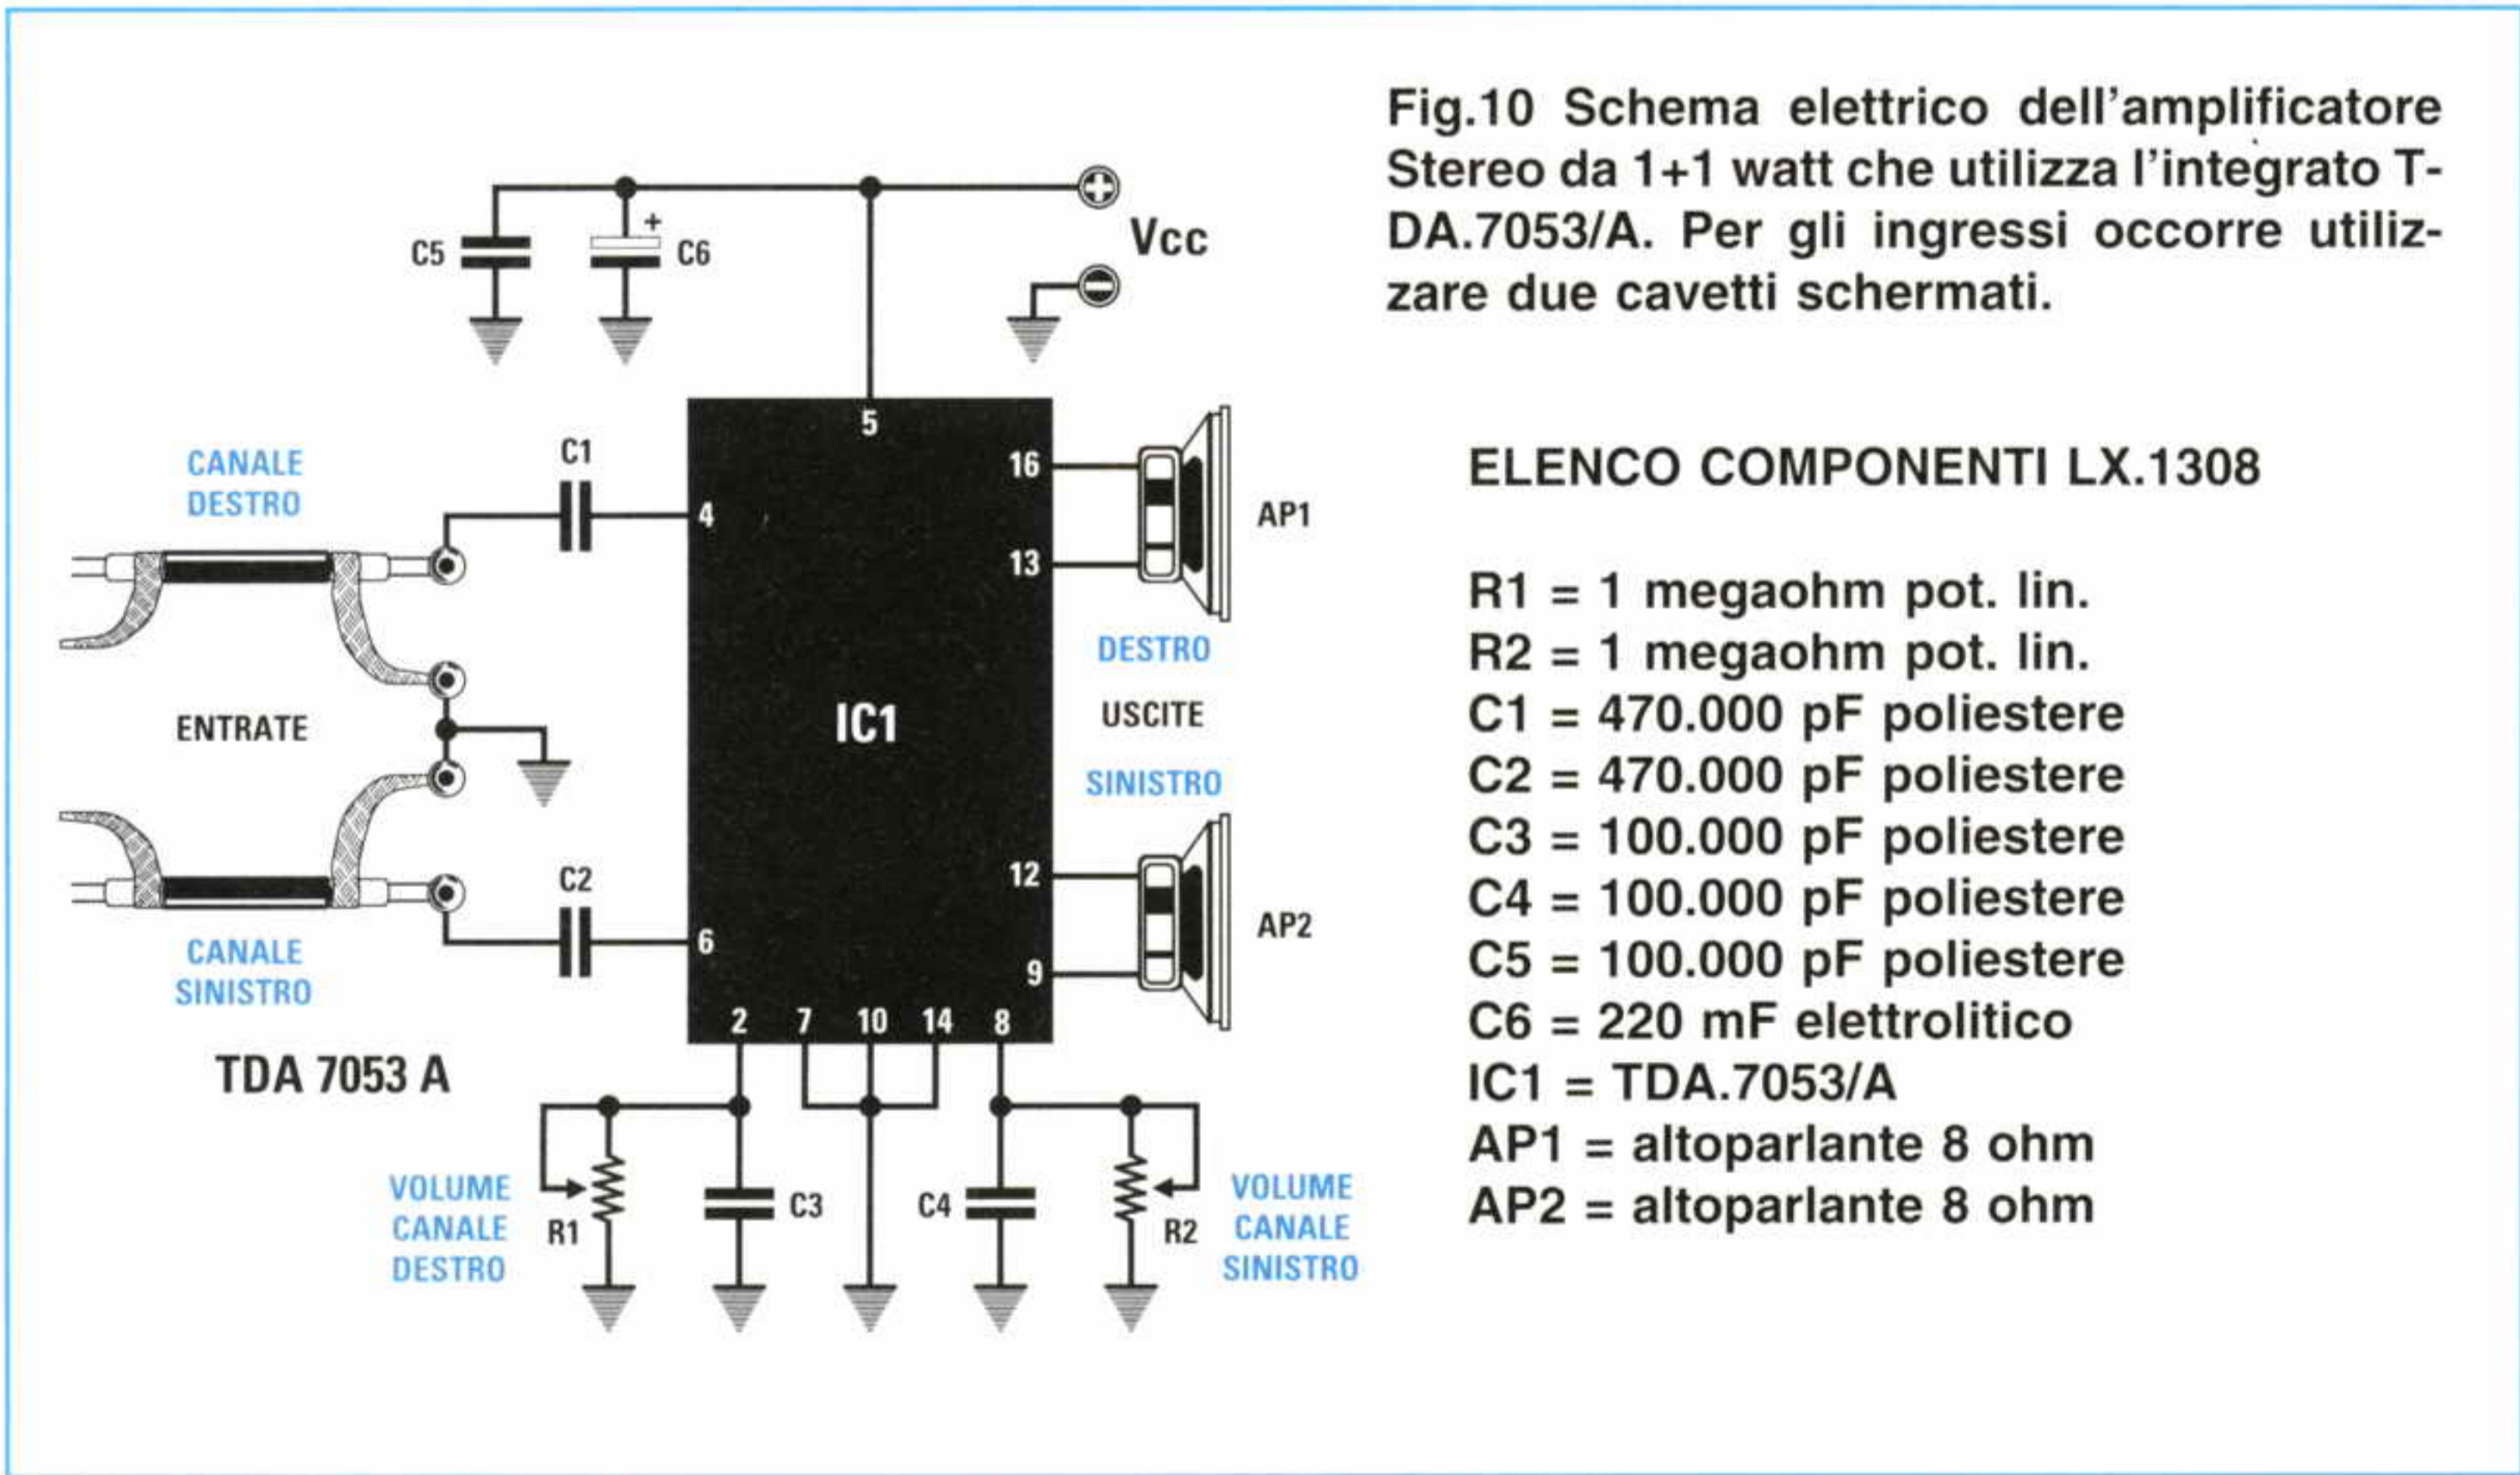 Fig.10 Schema elettrico dell'amplificatore
Stereo da 1+1 watt che utilizza l'integrato T-
DA.7053/A. Per gli ingressi occorre utiliz-
zare due cavetti schermati.
+
C5
C6
Vcc
5
CANALE
DESTRO
C1
4
16
13
AP1
DESTRO
USCITE
SINISTRO
ENTRATE
IC1
C2
6
12
9
AP2
CANALE
SINISTRO
2
7
10
14
8
TDA 7053 A
VOLUME
CANALE
DESTRO
R1
C3
C4
R2
VOLUME
CANALE
SINISTRO
ELENCO COMPONENTI LX.1308
R1 = 1 megaohm pot. lin.
R2 = 1 megaohm pot. lin.
C1 = 470.000 pF poliestere
C2 = 470.000 pF poliestere
C3 = 100.000 pF poliestere
C4 = 100.000 pF poliestere
C5 = 100.000 pF poliestere
C6 = 220 mF elettrolitico
IC1 = TDA.7053/A
AP1 = altoparlante 8 ohm
AP2 = altoparlante 8 ohm